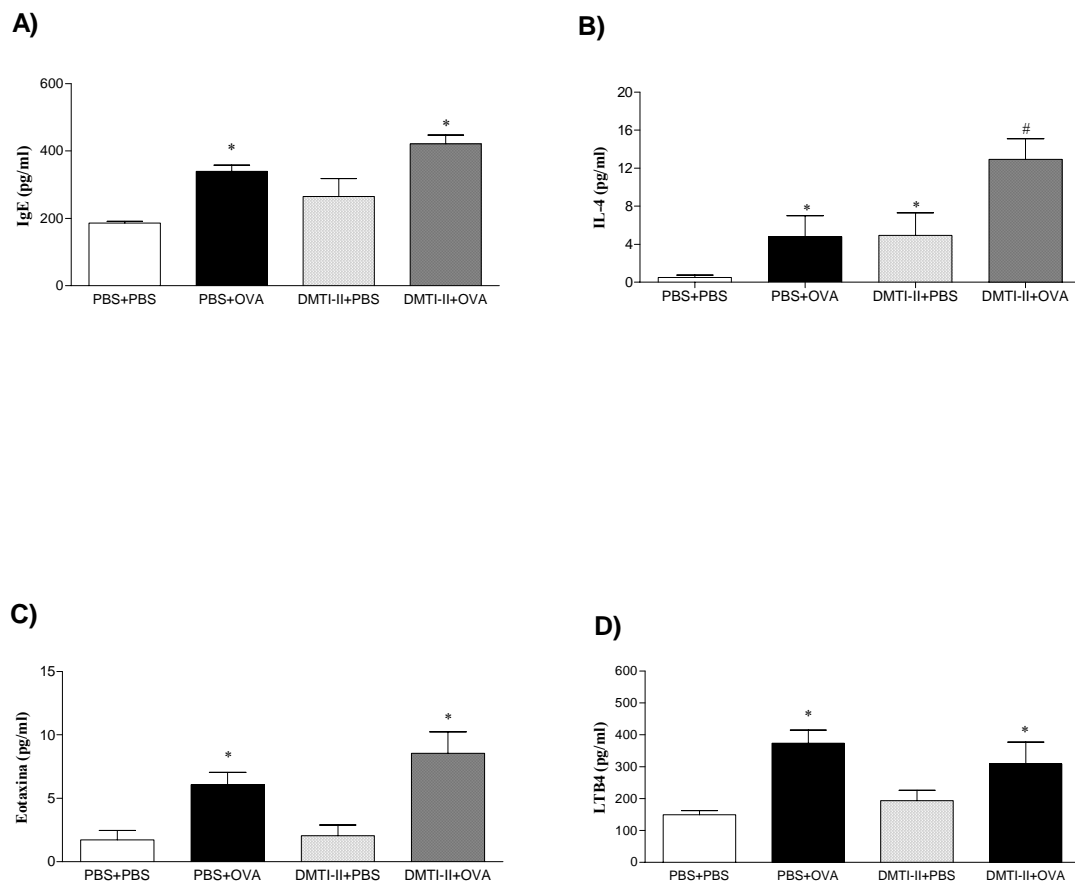 A)
600
400
200
0
IgE (pg/ml)
*
*
PBS+PBS PBS+OVA DMTI-II+PBS DMTI-II+OVA
B)
20
16
12
8
4
0
IL-4 (pg/ml)
*
*
#
PBS+PBS PBS+OVA DMTI-II+PBS DMTI-II+OVA
C)
15
10
5
0
Eotaxina (pg/ml)
*
*
PBS+PBS PBS+OVA DMTI-II+PBS DMTI-II+OVA
D)
600
500
400
300
200
100
0
LTB4 (pg/ml)
*
*
PBS+PBS PBS+OVA DMTI-II+PBS DMTI-II+OVA